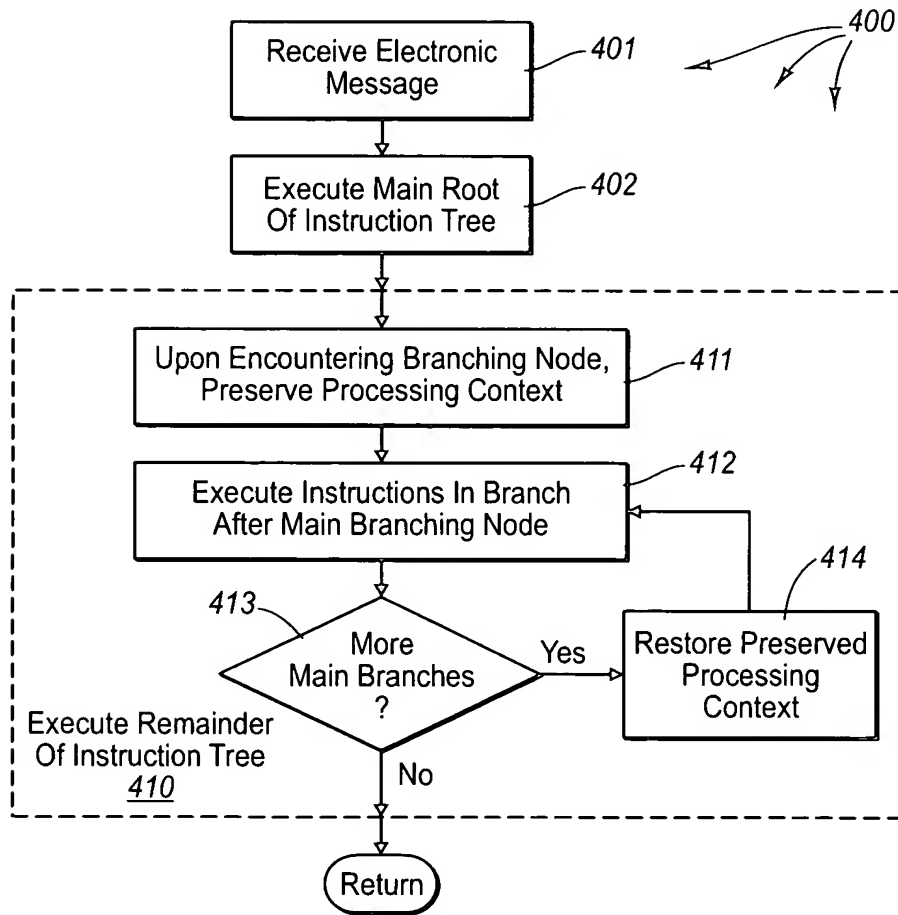 400
Receive Electronic
Message
401
Execute Main Root
Of Instruction Tree
402
Upon Encountering Branching Node,
Preserve Processing Context
411
Execute Instructions In Branch
After Main Branching Node
412
413
More
Main Branches
?
Yes
414
Restore Preserved
Processing
Context
Execute Remainder
Of Instruction Tree
410
No
Return